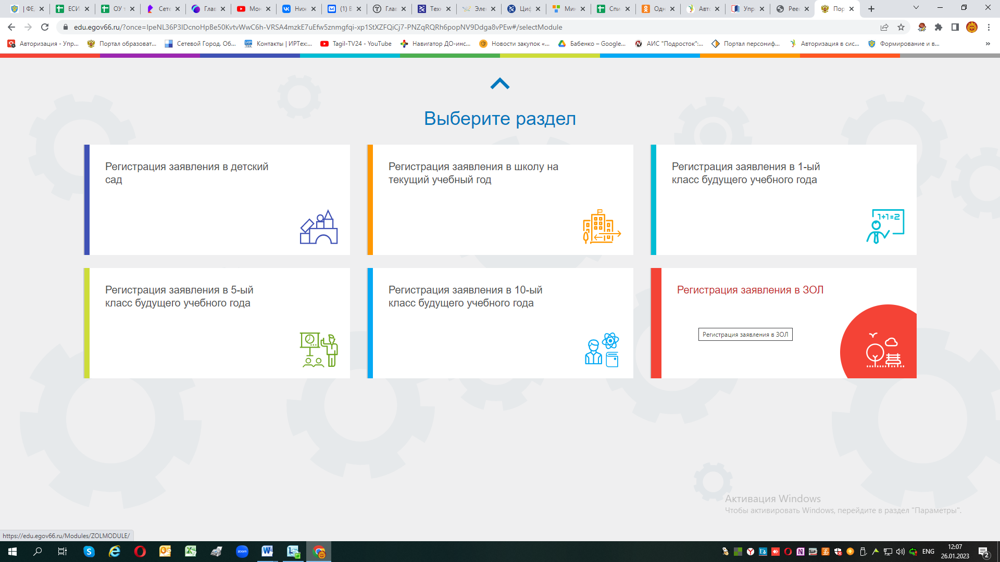 | ФЕ,
ЕСИ
ОУ т
Сете
Глав
Мон
Ниж
(1) В
Глав
Техн
Элек
Циф
Мин
Спи
Одн
Авто
Упра
Реес
Пор
edu.egov66.ru/?once=IpeNL36P3lDcnoHpBe50KvtvWwC6h-VRSA4mzkE7uEfw5znmgfqi-xp1StXZFQiCj7-PNZqRQRh6popNV9Ddga8vPEw#/selectModule
Авторизация - Упр...
Портал образоват...
Сетевой Город. Об...
Контакты | ИРТех:...
Tagil-TV24 - YouTube
Навигатор ДО-инс...
Новости закупок «...
Бабенко – Google...
АИС "Подросток":...
Портал персониф...
Авторизация в сис...
Формирование и в...
»
Выберите раздел
Регистрация заявления в детский
сад
Регистрация заявления в школу на
текущий учебный год
Регистрация заявления в 1-ый
класс будущего учебного года
1+1=2
Регистрация заявления в 5-ый
класс будущего учебного года
Регистрация заявления в 10-ый
класс будущего учебного года
Регистрация заявления в ЗОЛ
Регистрация заявления в ЗОЛ
Активация Windows
Чтобы активировать Windows, перейдите в раздел "Параметры".
https://edu.egov66.ru/Modules/ZOLMODULE/
zoom
ENG
12:07
26.01.2023
2